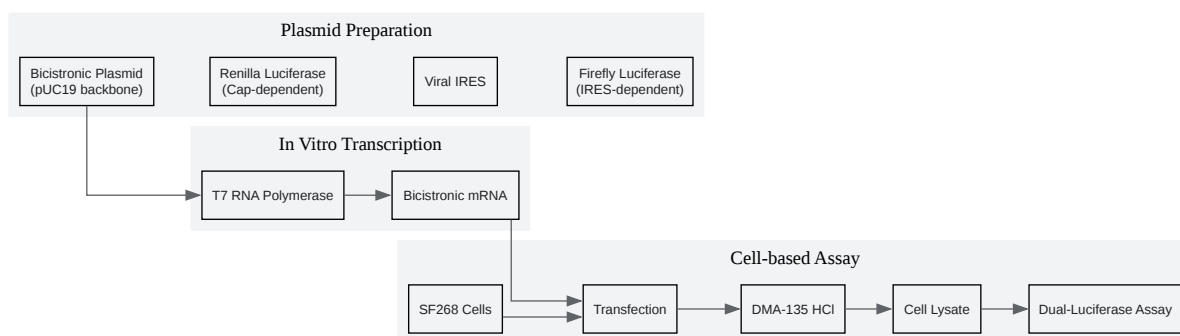 Plasmid Preparation
Bicistronic Plasmid
(pUC19 backbone)
Renilla Luciferase
(Cap-dependent)
Viral IRES
Firefly Luciferase
(IRES-dependent)
In Vitro Transcription
T7 RNA Polymerase
Bicistronic mRNA
Cell-based Assay
SF268 Cells
Transfection
DMA-135 HCl
Cell Lysate
Dual-Luciferase Assay